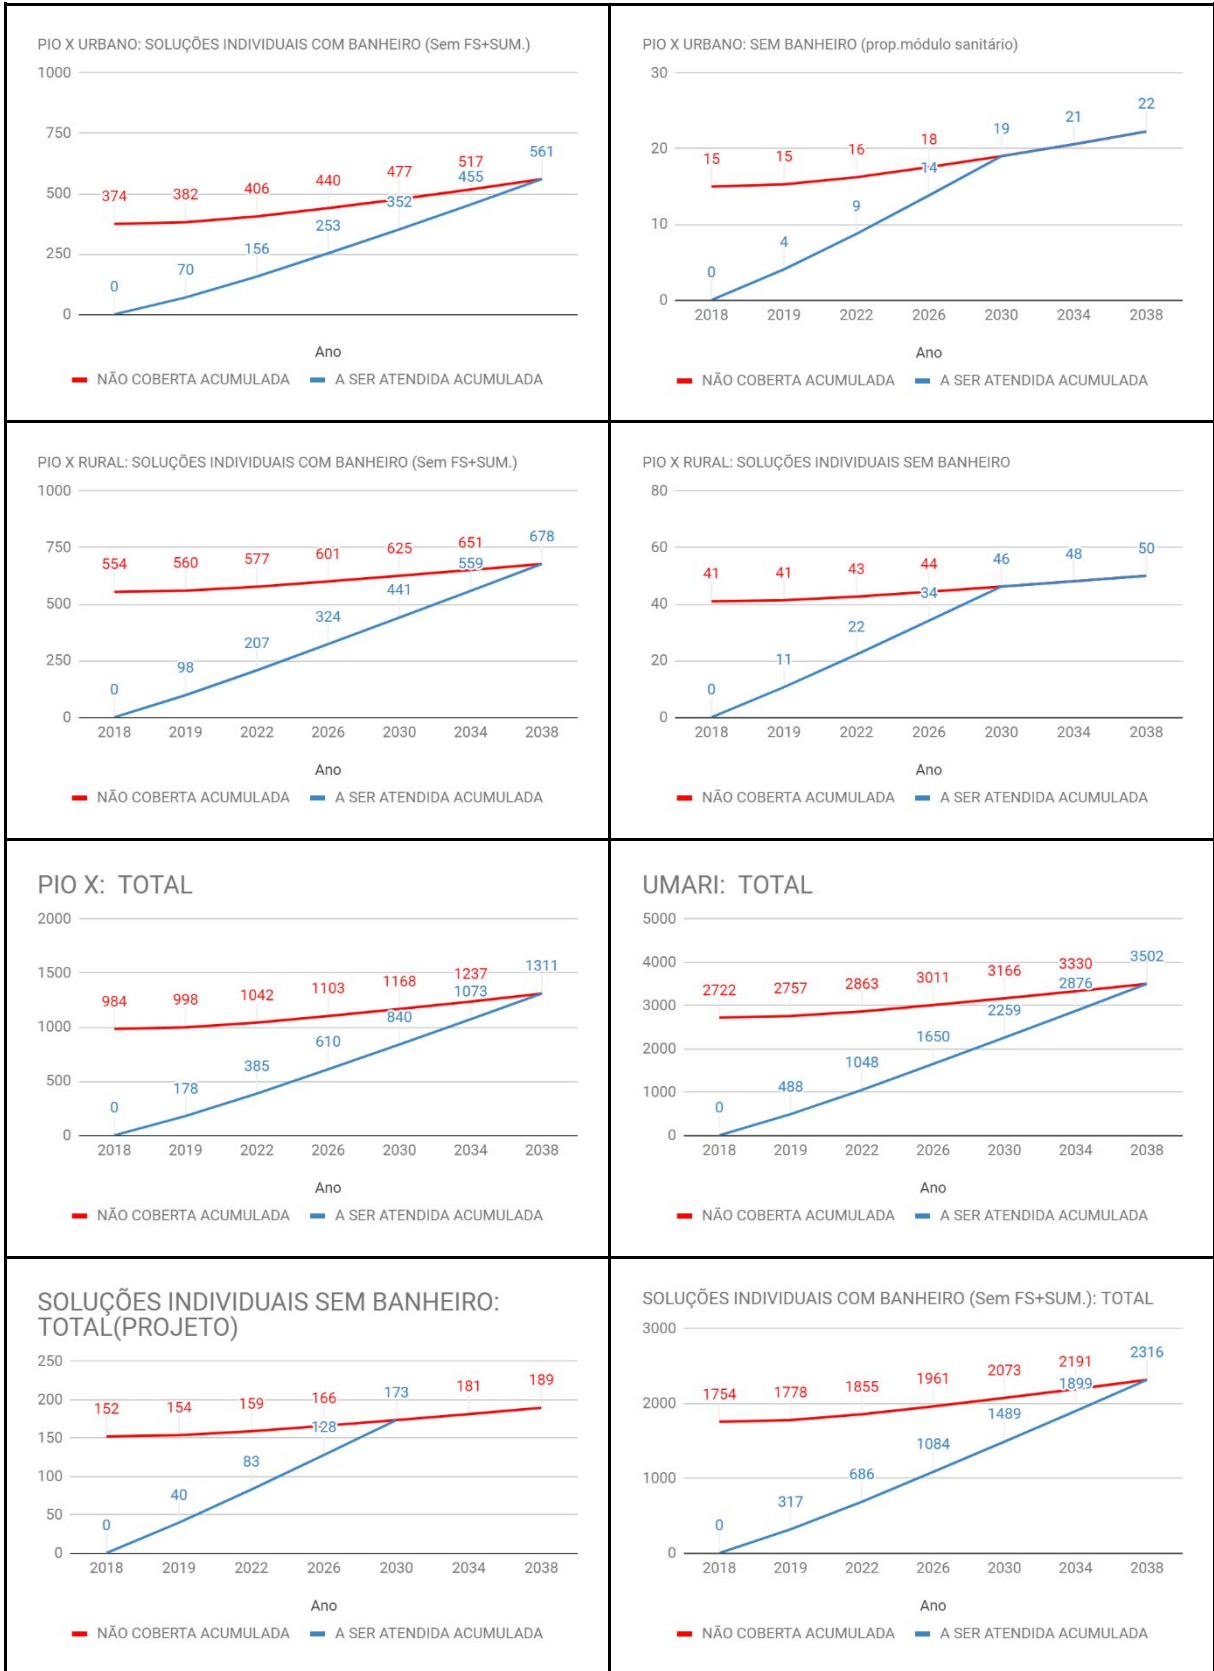 PIO X URBANO: SOLUÇÕES INDIVIDUAIS COM BANHEIRO (Sem FS+SUM.)
1000
750
500
250
0
374 382 406 440 477 517 561
0 70 156 253 352 455
Ano
NÃO COBERTA ACUMULADA A SER ATENDIDA ACUMULADA
PIO X URBANO: SEM BANHEIRO (prop.módulo sanitário)
30
20
10
0
15 15 16 18 19 21 22
0 4 9 14
2018 2019 2022 2026 2030 2034 2038
Ano
NÃO COBERTA ACUMULADA A SER ATENDIDA ACUMULADA
PIO X RURAL: SOLUÇÕES INDIVIDUAIS COM BANHEIRO (Sem FS+SUM.)
1000
750
500
250
0
554 560 577 601 625 651 678
0 98 207 324 441 559
2018 2019 2022 2026 2030 2034 2038
Ano
NÃO COBERTA ACUMULADA A SER ATENDIDA ACUMULADA
PIO X RURAL: SOLUÇÕES INDIVIDUAIS SEM BANHEIRO
80
60
40
20
0
41 41 43 44 46 48 50
0 11 22 34
2018 2019 2022 2026 2030 2034 2038
Ano
NÃO COBERTA ACUMULADA A SER ATENDIDA ACUMULADA
PIO X: TOTAL
2000
1500
1000
500
0
984 998 1042 1103 1168 1237 1311
0 178 385 610 840 1073
2018 2019 2022 2026 2030 2034 2038
Ano
NÃO COBERTA ACUMULADA A SER ATENDIDA ACUMULADA
UMARI: TOTAL
5000
4000
3000
2000
1000
0
2722 2757 2863 3011 3166 3330 3502
0 488 1048 1650 2259 2876
2018 2019 2022 2026 2030 2034 2038
Ano
NÃO COBERTA ACUMULADA A SER ATENDIDA ACUMULADA
SOLUÇÕES INDIVIDUAIS SEM BANHEIRO:
TOTAL(PROJETO)
250
200
150
100
50
0
152 154 159 166 173 181 189
0 40 83 128
2018 2019 2022 2026 2030 2034 2038
Ano
NÃO COBERTA ACUMULADA A SER ATENDIDA ACUMULADA
SOLUÇÕES INDIVIDUAIS COM BANHEIRO (Sem FS+SUM.): TOTAL
3000
2000
1000
0
1754 1778 1855 1961 2073 2191 2316
0 317 686 1084 1489 1899
2018 2019 2022 2026 2030 2034 2038
Ano
NÃO COBERTA ACUMULADA A SER ATENDIDA ACUMULADA